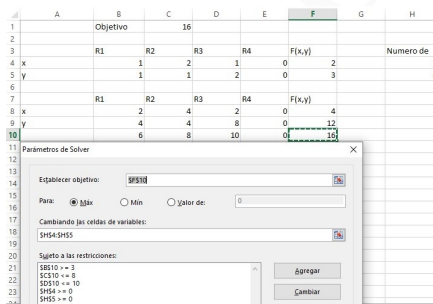 A B C D E F G H
1 Objetivo 16
2
3 R1 R2 R3 R4 F(x,y) Numero de
4 x 1 2 1 0 2
5 y 1 1 2 0 3
6
7 R1 R2 R3 R4 F(x,y)
8 x 2 4 2 0 4
9 y 4 4 8 0 12
10 6 8 10 0 16
11 Parámetros de Solver
12
13
14 Establecer objetivo: $F$10
15
16 Para: Máx Mín Valor de: 0
17
18 Cambiando las celdas de variables:
19 $H$4:$H$5
20 Sujeto a las restricciones:
21 $B$10 >= 3 Agregar
22 $C$10 <= 8
23 $D$10 <= 10 Cambiar
$H$4 >= 0
$H$5 >= 0